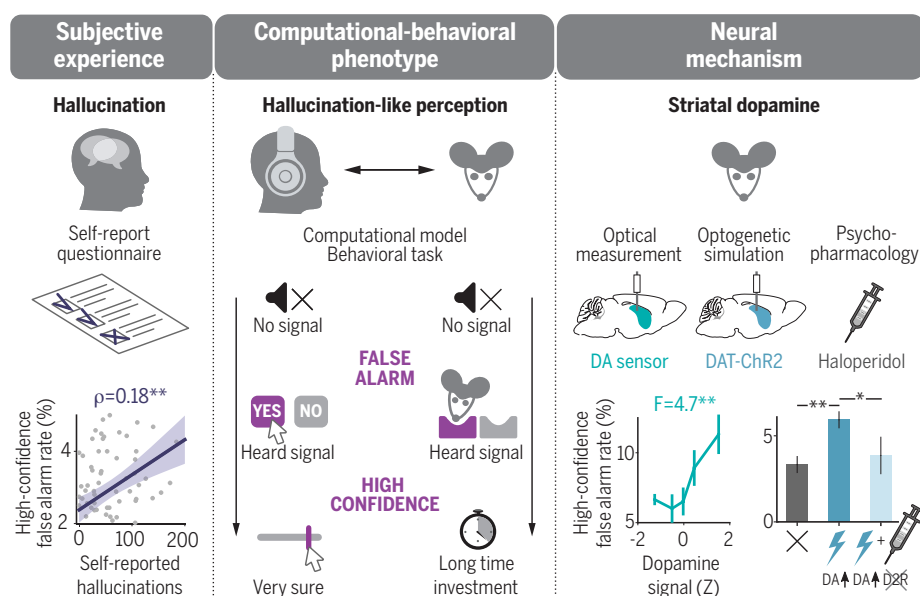 Subjective
experience
Hallucination
Self-report
questionnaire
ρ=0.18**
High-confidence
false alarm rate (%)
4
2
0
100
200
Self-reported
hallucinations
Computational-behavioral
phenotype
Hallucination-like perception
Computational model
Behavioral task
No signal
No signal
FALSE
ALARM
YES
NO
Heard signal
Heard signal
HIGH
CONFIDENCE
Very sure
Long time
investment
Neural
mechanism
Striatal dopamine
Optical
measurement
Optogenetic
simulation
Psycho-
pharmacology
DA sensor
DAT-ChR2
Haloperidol
F=4.7**
High-confidence
false alarm rate (%)
10
5
-2
0
2
Dopamine
signal (Z)
** *
5
0
+
DA DA D2R